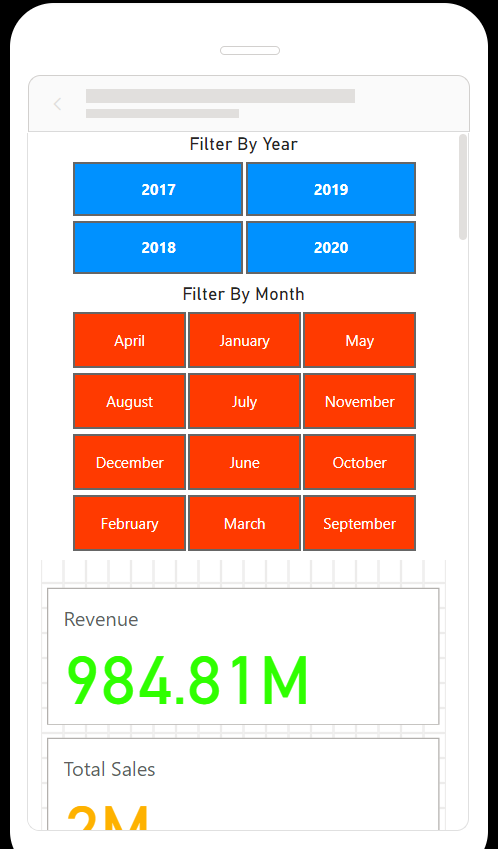 Filter By Year
2017 2019
2018 2020
Filter By Month
April January May
August July November
December June October
February March September
Revenue
984.81M
Total Sales
2M